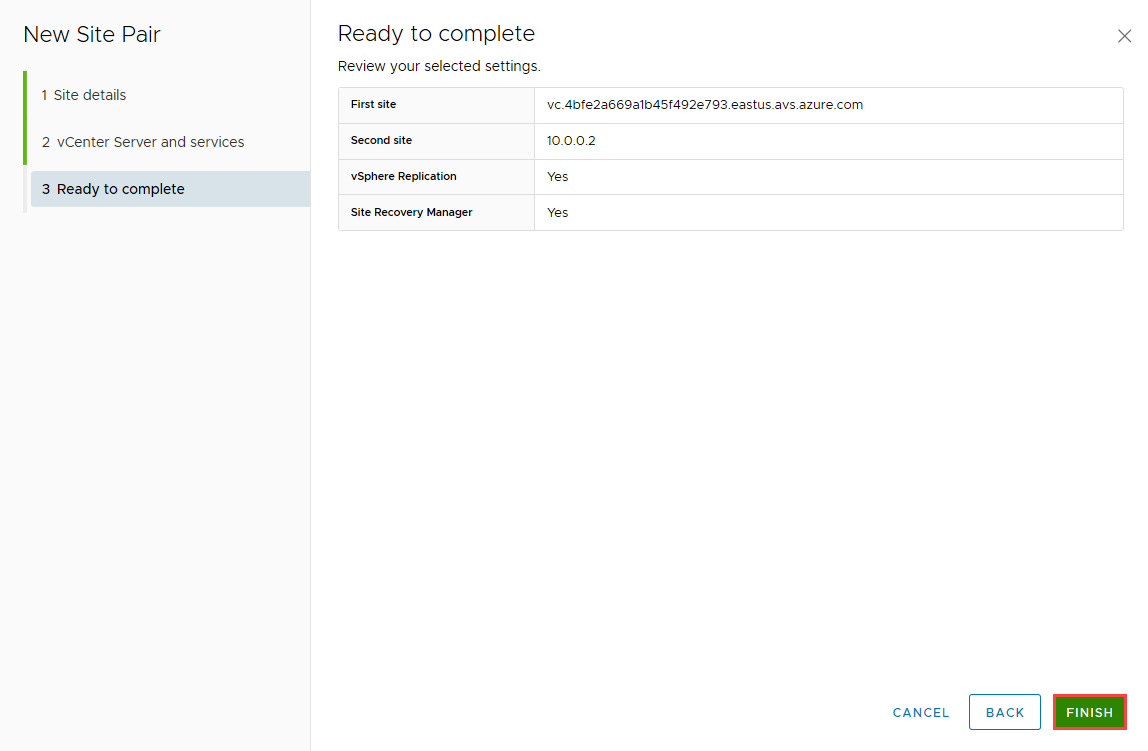 New Site Pair
1 Site details
2 vCenter Server and services
3 Ready to complete
Ready to complete
Review your selected settings.
First site vc.4bfe2a669a1b45f492e793.eastus.avs.azure.com
Second site 10.0.0.2
vSphere Replication Yes
Site Recovery Manager Yes
CANCEL BACK FINISH